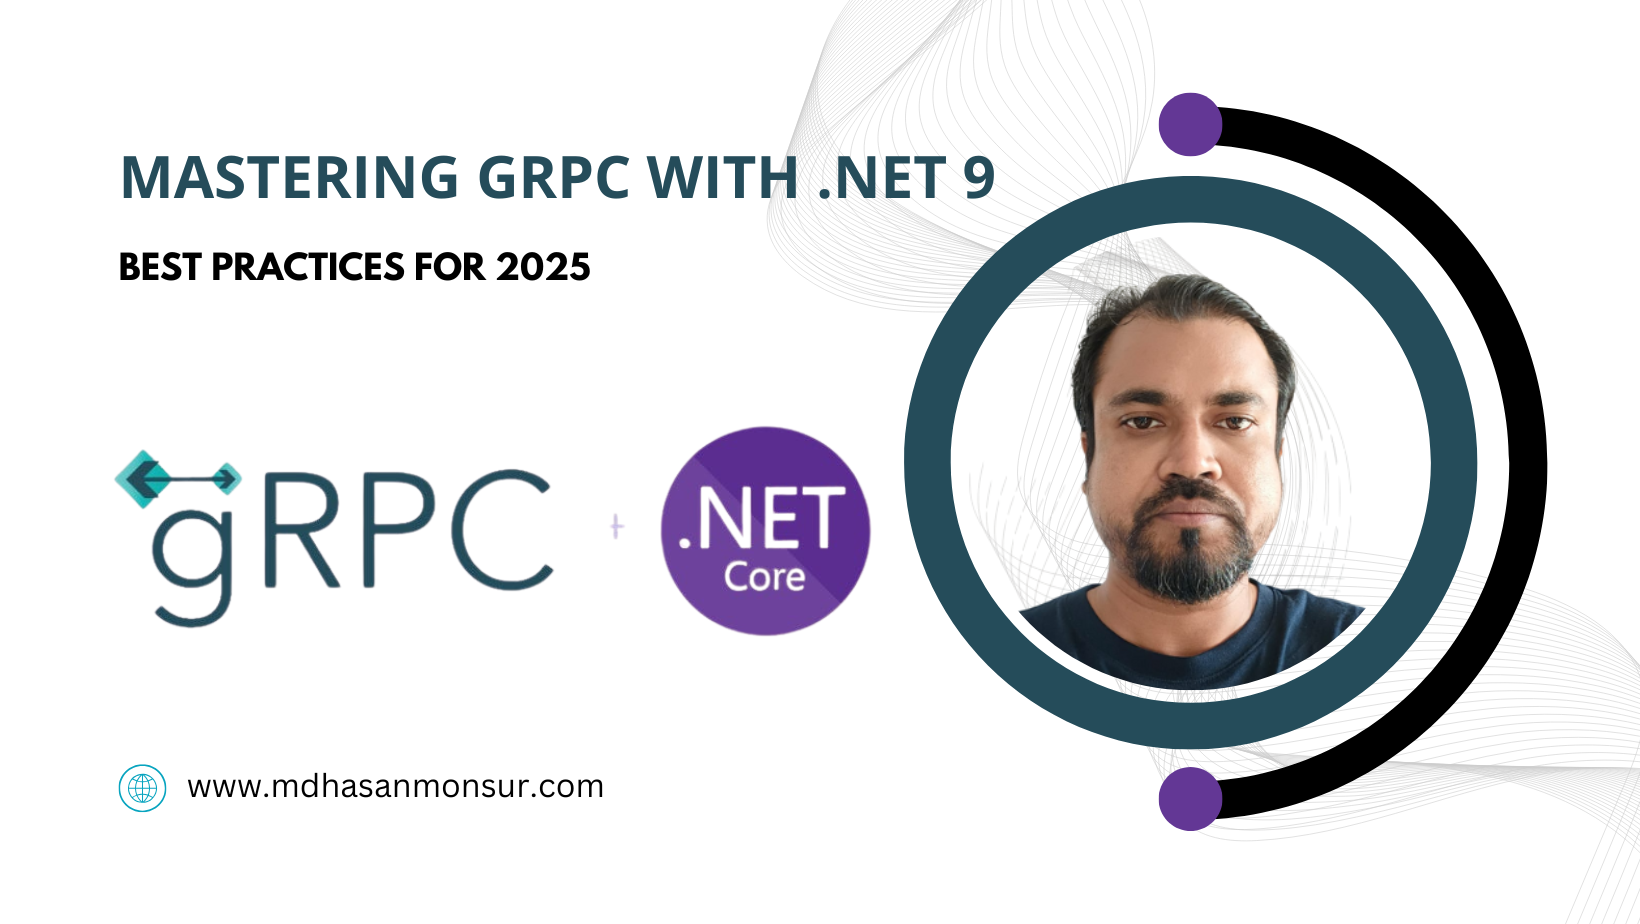 MASTERING GRPC WITH .NET 9
BEST PRACTICES FOR 2025
gRPC
+
.NET
Core
www.mdhasanmonsur.com